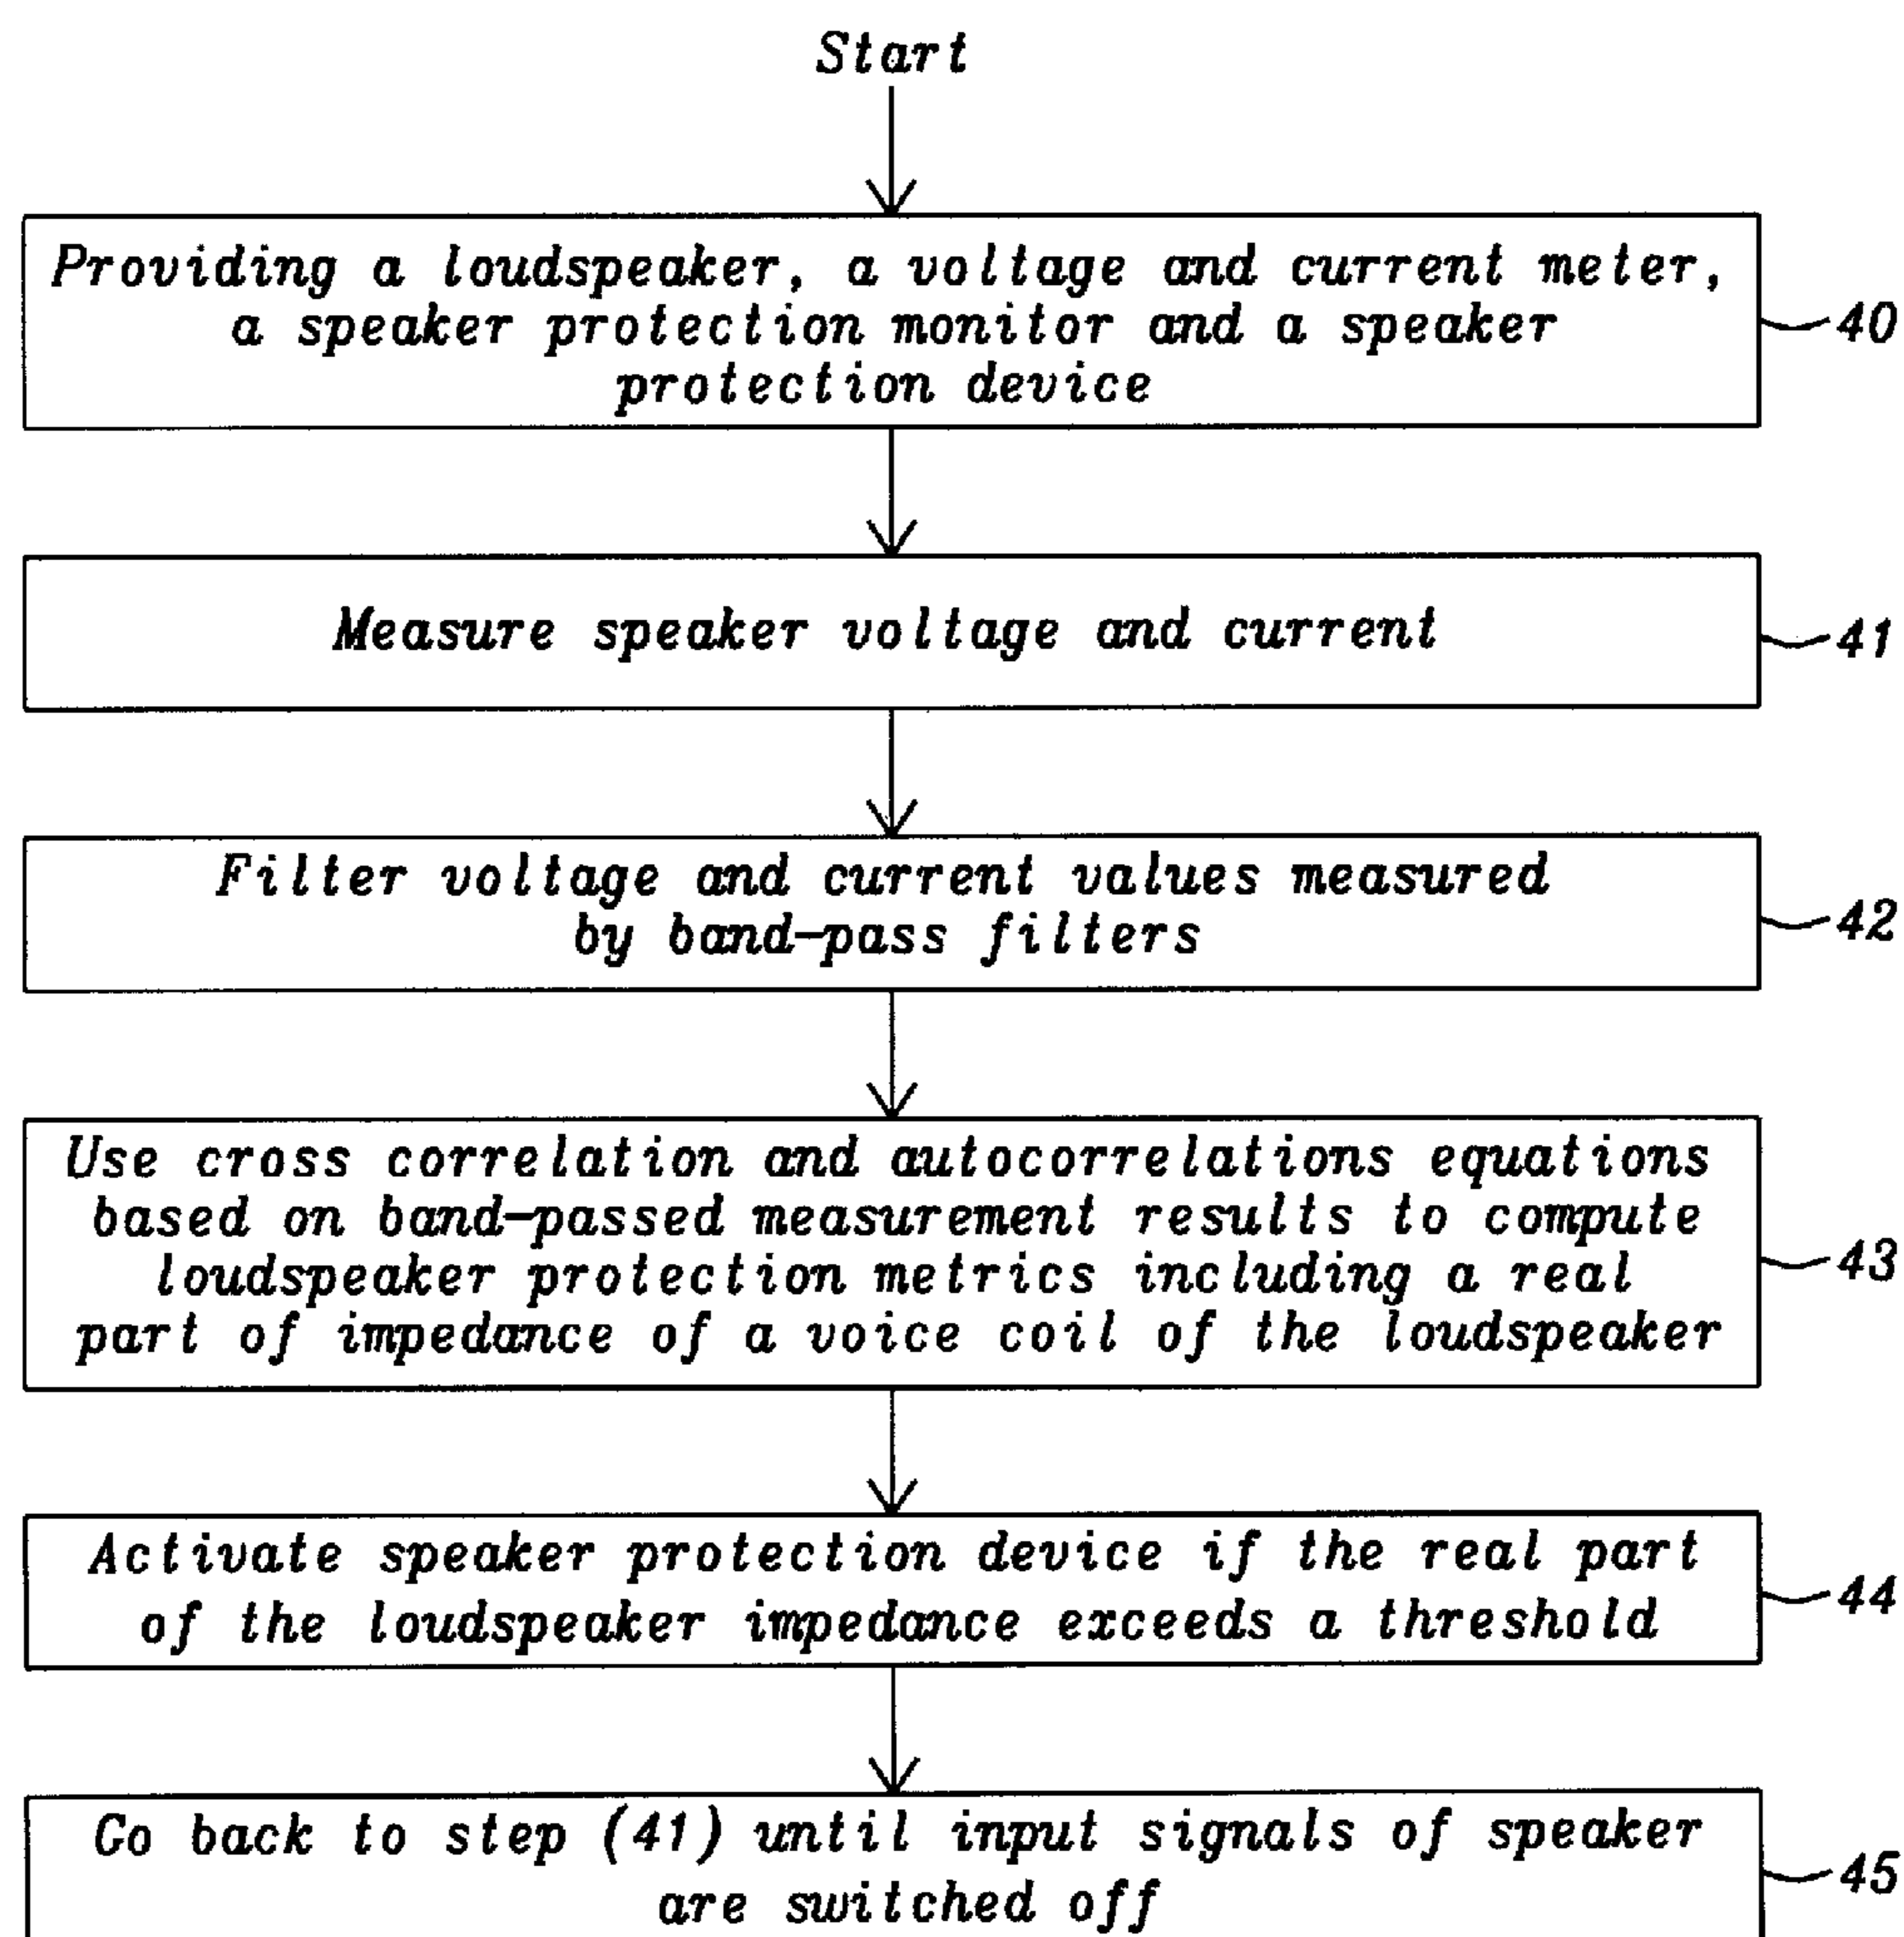 Start
Providing a loudspeaker, a voltage and current meter,
a speaker protection monitor and a speaker
protection device
40
Measure speaker voltage and current
41
Filter voltage and current values measured
by band-pass filters
42
Use cross correlation and autocorrelations equations
based on band-passed measurement results to compute
loudspeaker protection metrics including a real
part of impedance of a voice coil of the loudspeaker
43
Activate speaker protection device if the real part
of the loudspeaker impedance exceeds a threshold
44
Go back to step (41) until input signals of speaker
are switched off
45